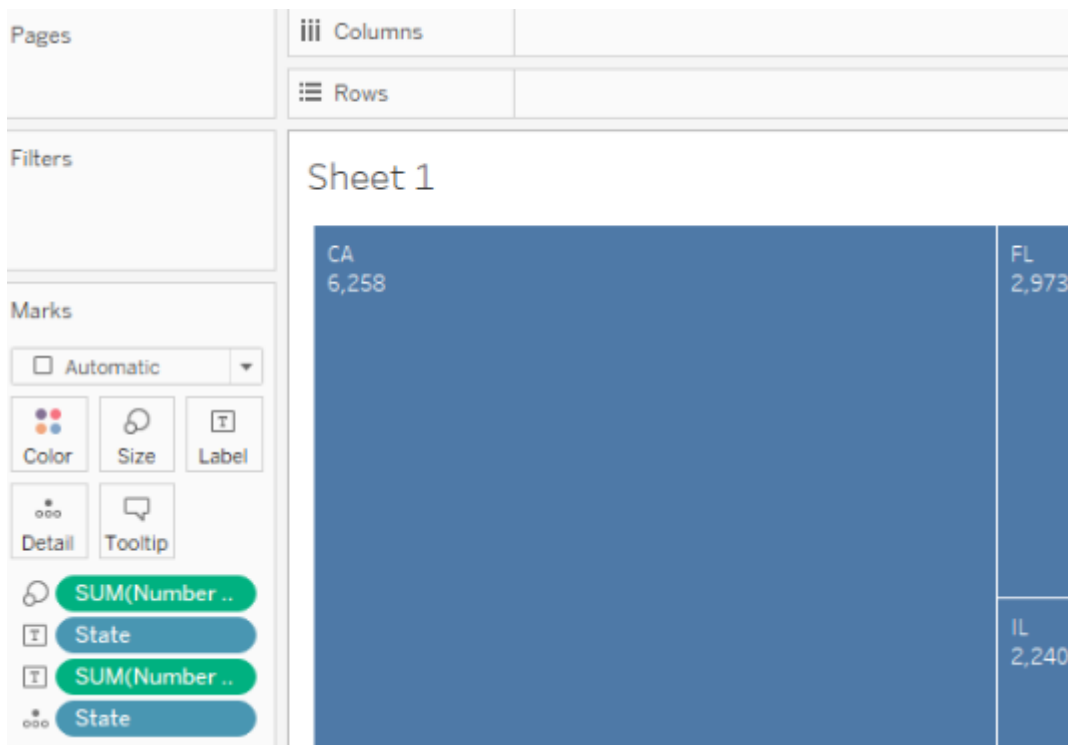 Pages
Columns
Rows
Filters
Sheet 1
CA
6,258
FL
2,973
IL
2,240
Marks
Automatic
Color
Size
T
Label
Detail
Tooltip
SUM(Number ..
T
State
T
SUM(Number ..
State